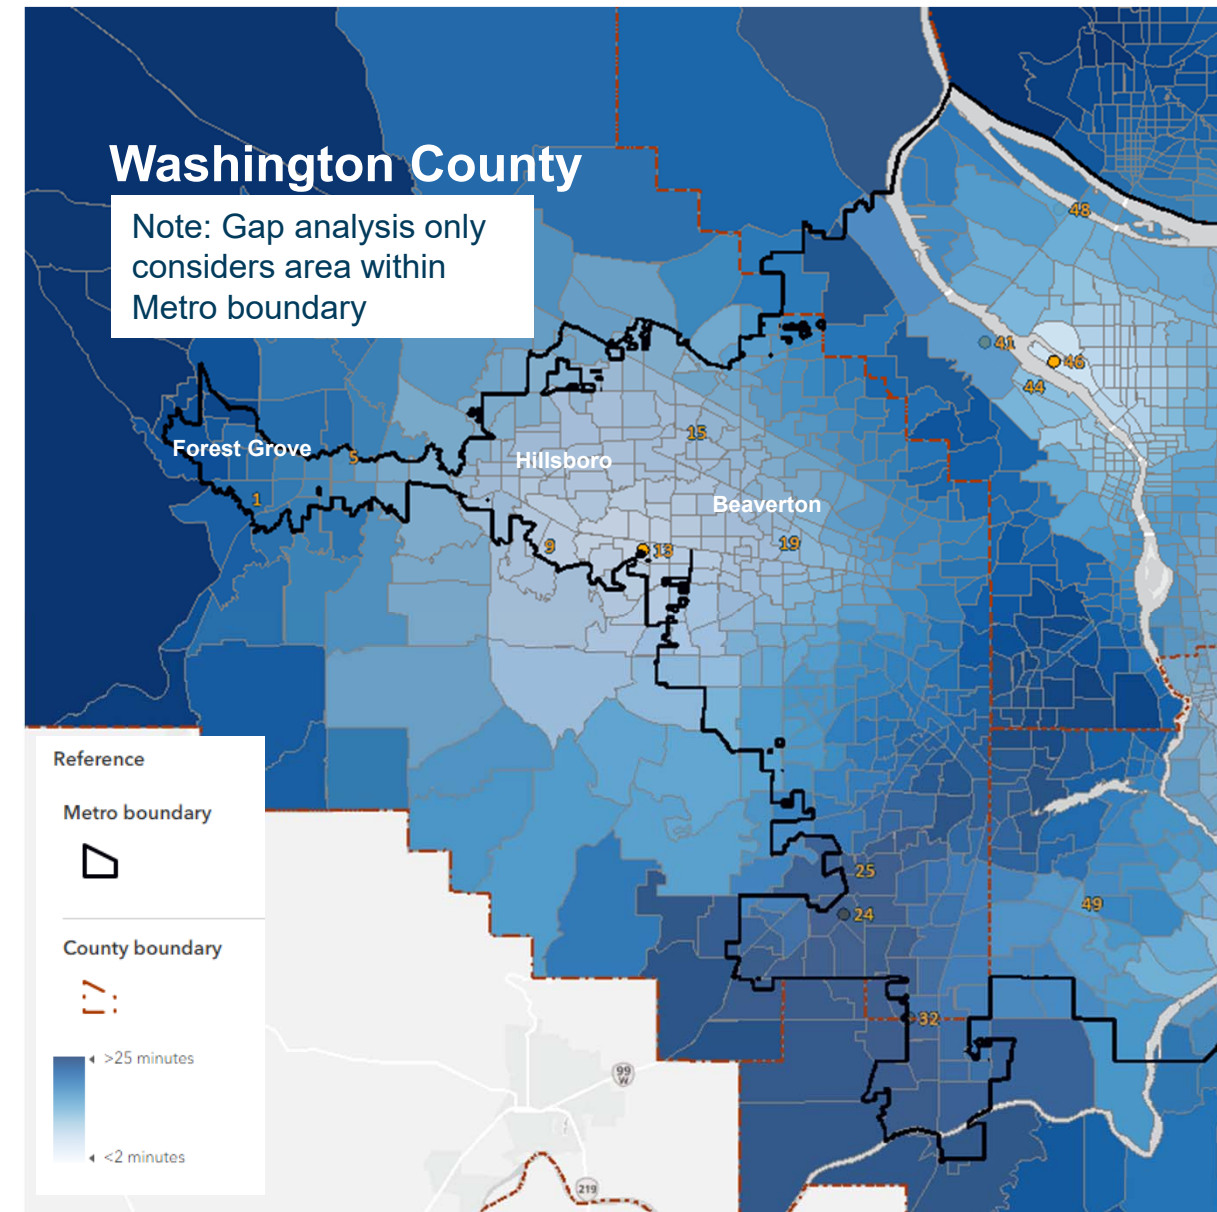 Washington County
Note: Gap analysis only
considers area within
Metro boundary
48
41
46
44
15
Forest Grove
5
Hillsboro
1
Beaverton
9
13
19
Reference
Metro boundary
25
49
24
County boundary
32
>25 minutes
99
W
<2 minutes
219